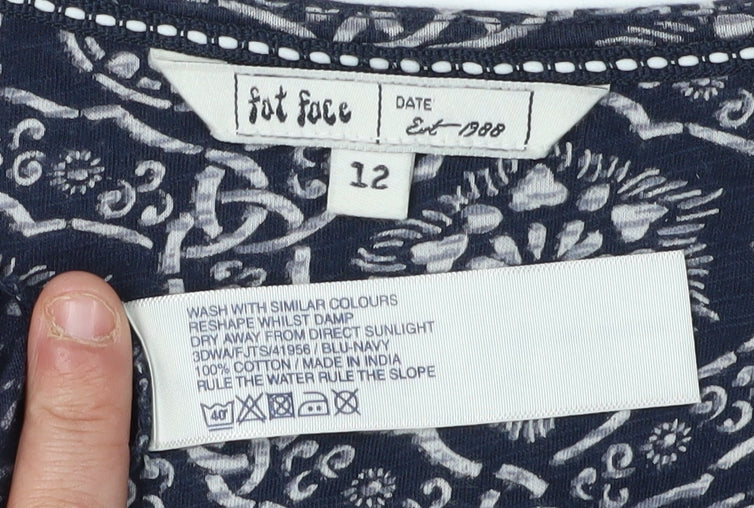 fat face
DATE
Est-1988
12
WASH WITH SIMILAR COLOURS
RESHAPE WHILST DAMP
DRY AWAY FROM DIRECT SUNLIGHT
3DWA/FJTS/41956 / BLU-NAVY
100% COTTON / MADE IN INDIA
RULE THE WATER RULE THE SLOPE
40°